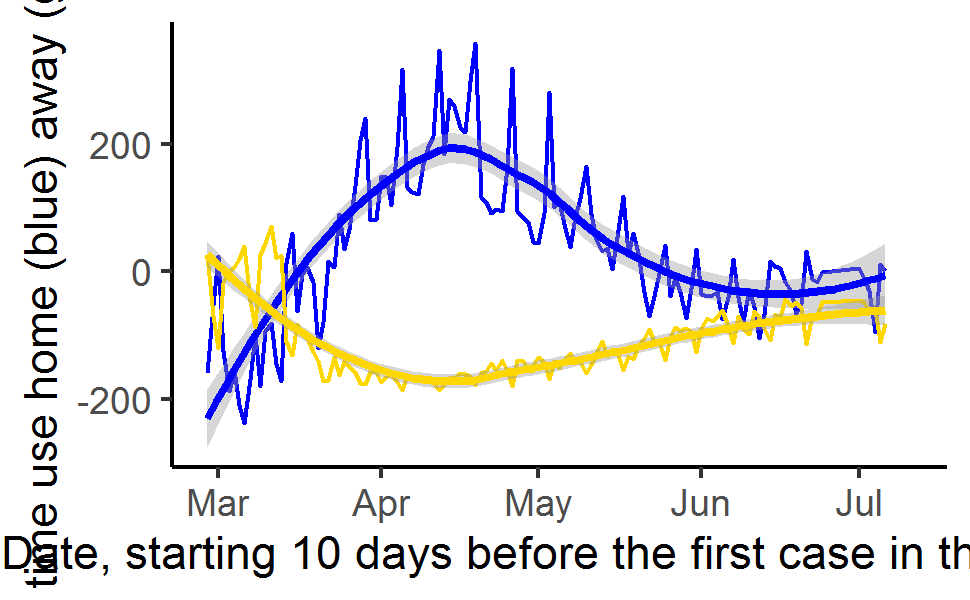 time use home (blue) away (
200
0
-200
Mar Apr May Jun Jul
Date, starting 10 days before the first case in th